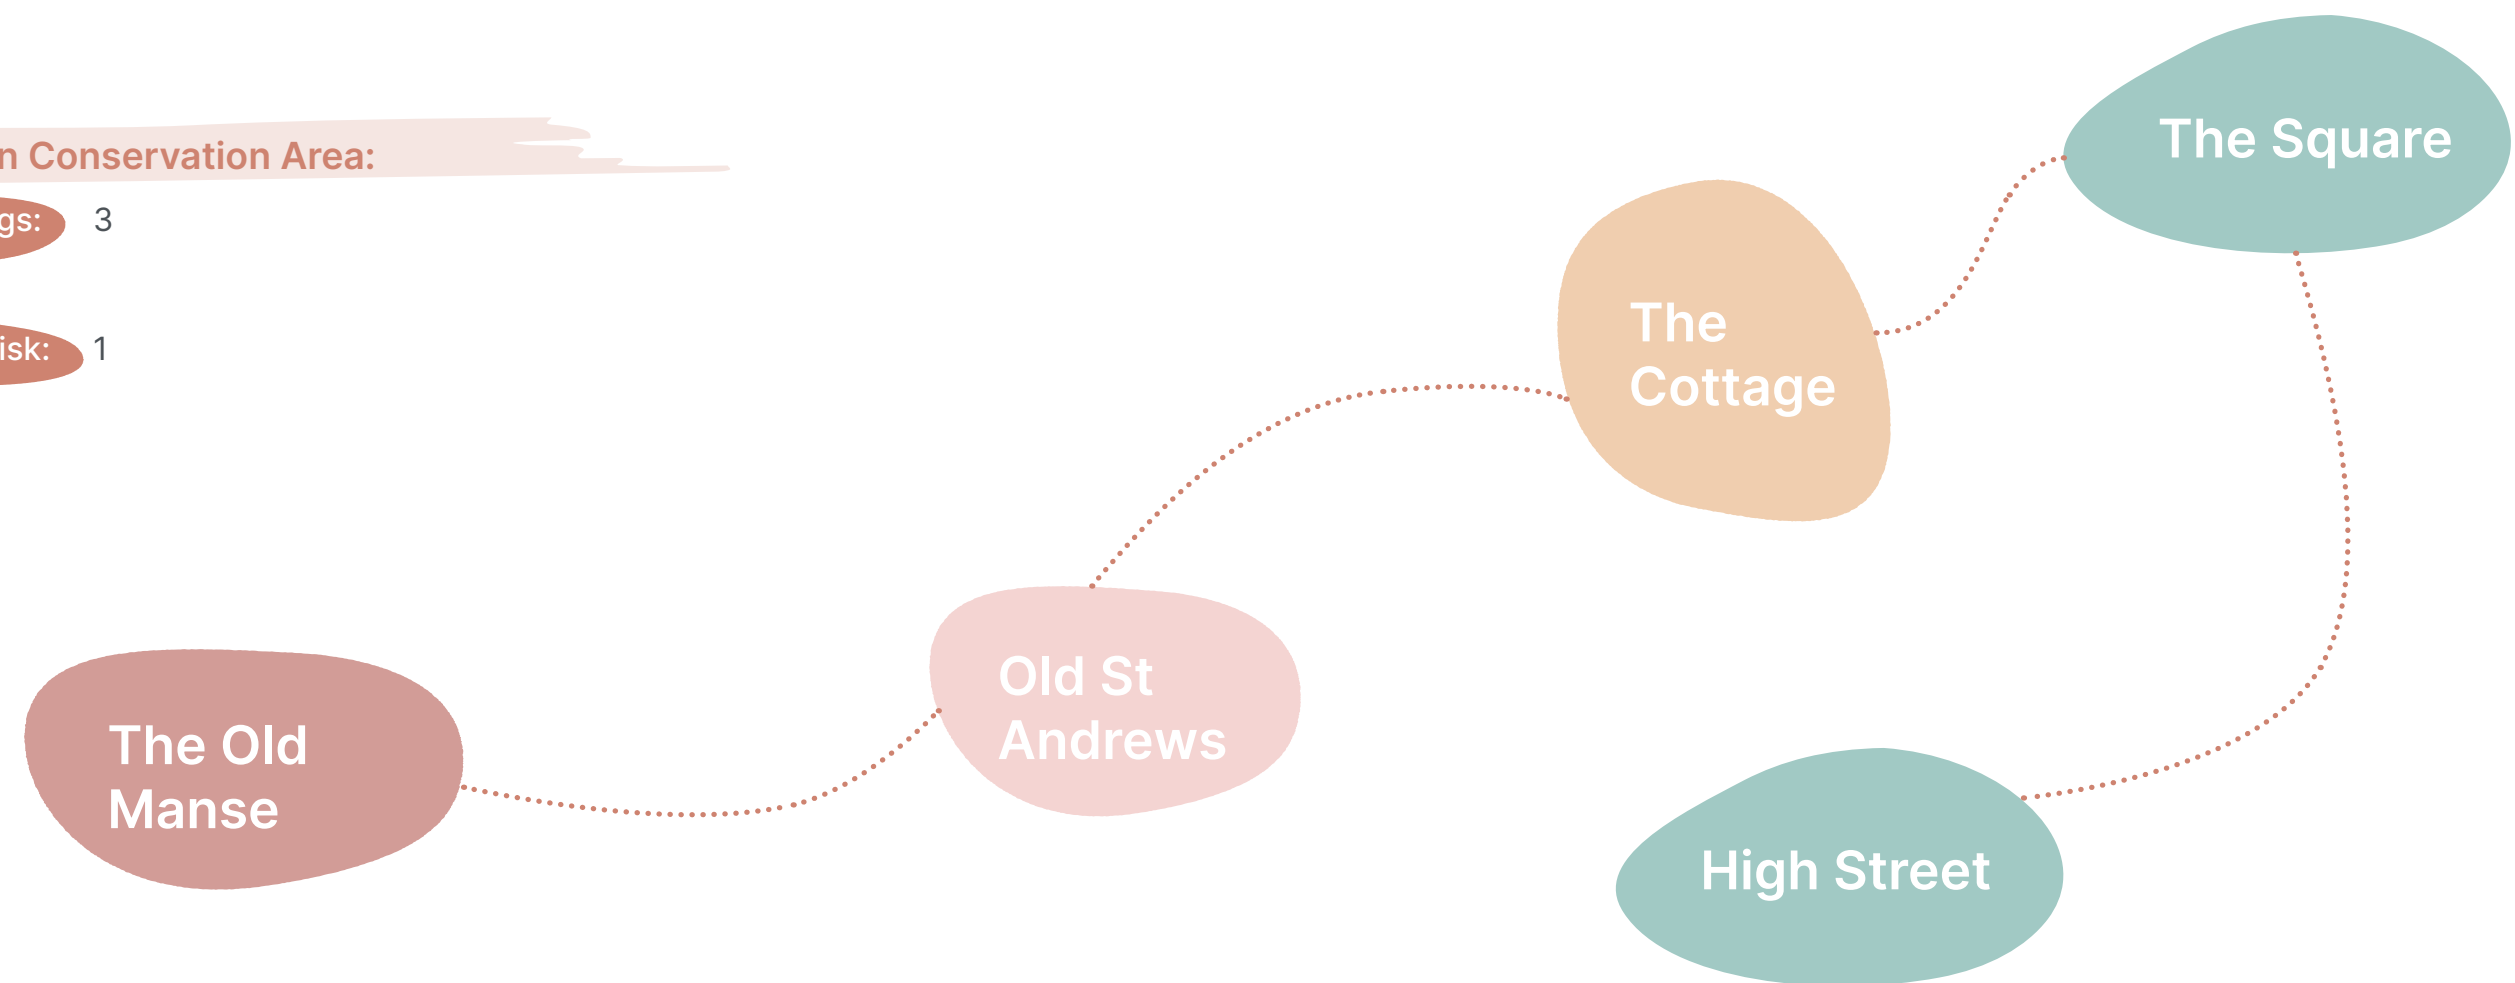 n Conservation Area:
gs: 3
isk: 1
The Square
The
Cottage
Old St
Andrews
The Old
Manse
High Street